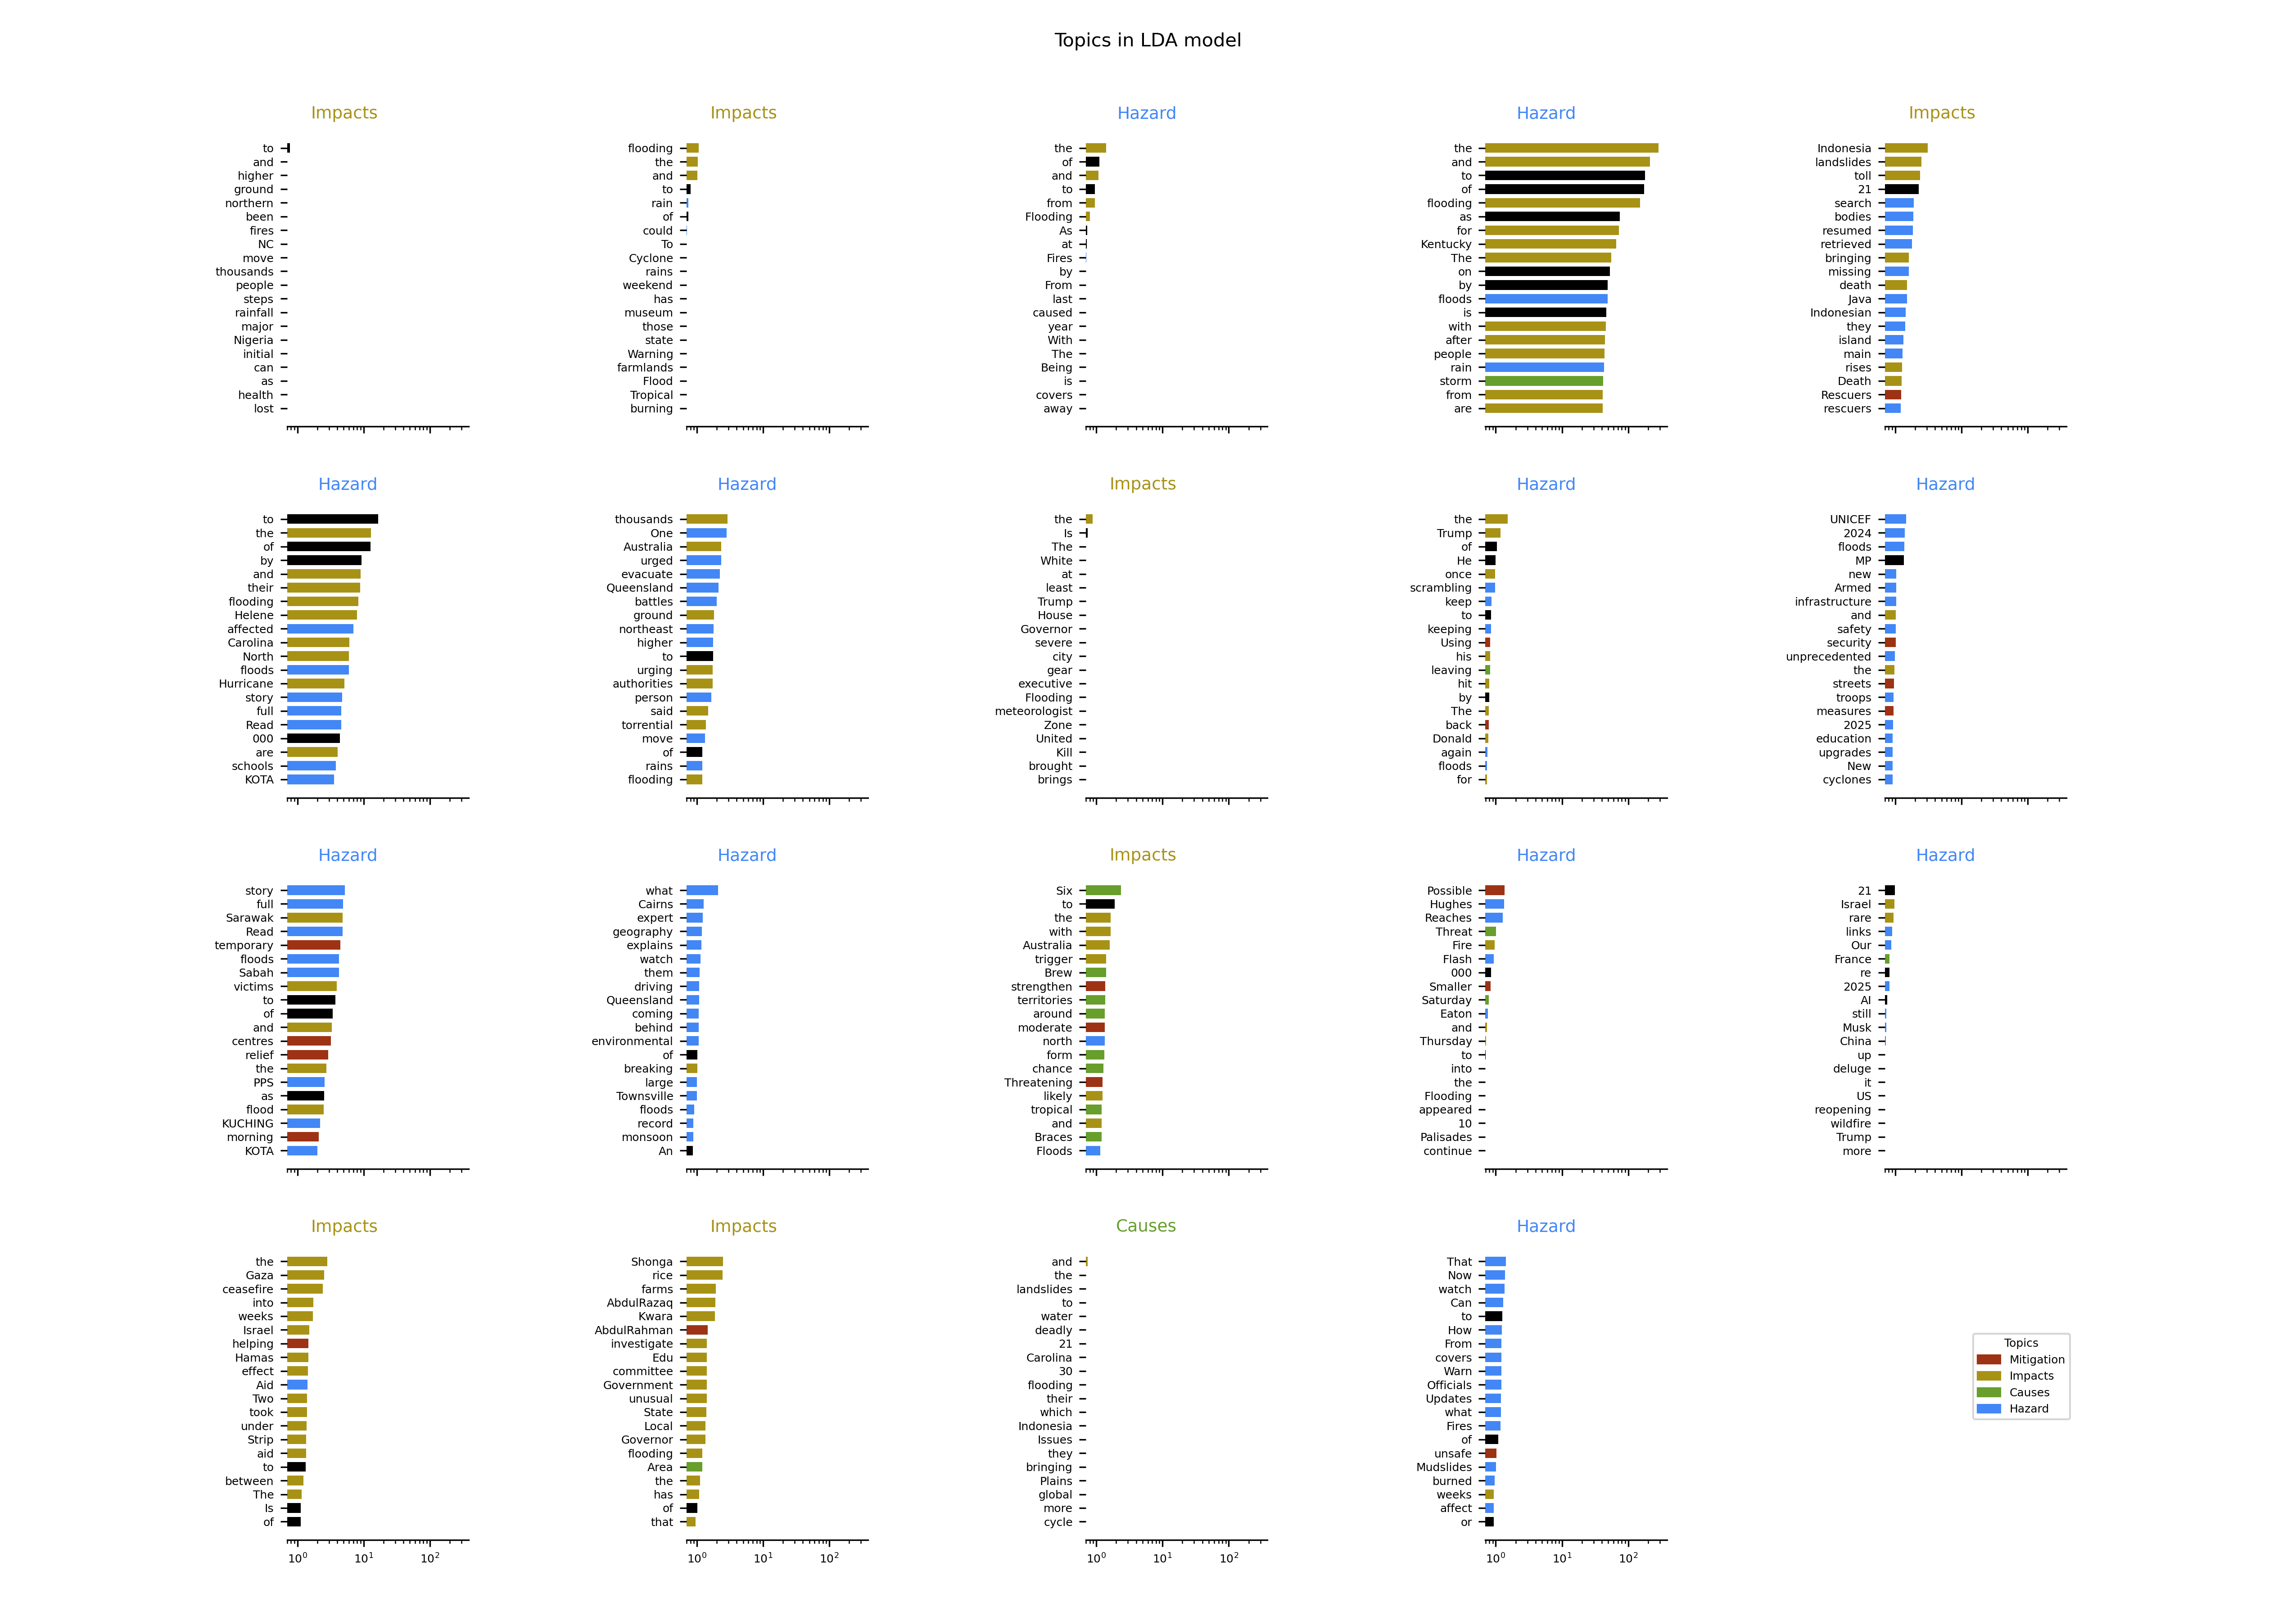 Topics in LDA model
Impacts
to
and
higher
ground
northern
been
fires
NC
move
thousands
people
steps
rainfall
major
Nigeria
initial
can
as
health
lost
Impacts
flooding
the
and
to
rain
of
could
To
Cyclone
rains
weekend
has
museum
those
state
Warning
farmlands
Flood
Tropical
burning
Hazard
the
of
and
to
from
Flooding
As
at
Fires
by
From
last
caused
year
With
The
Being
is
covers
away
Hazard
the
and
to
of
flooding
as
for
Kentucky
The
on
by
floods
is
with
after
people
rain
storm
from
are
Impacts
Indonesia
landslides
toll
21
search
bodies
resumed
retrieved
bringing
missing
death
Java
Indonesian
they
island
main
rises
Death
Rescuers
rescuers
Hazard
to
the
of
by
and
their
flooding
Helene
affected
Carolina
North
floods
Hurricane
story
full
Read
000
are
schools
KOTA
Hazard
thousands
One
Australia
urged
evacuate
Queensland
battles
ground
northeast
higher
to
urging
authorities
person
said
torrential
move
of
rains
flooding
Impacts
the
Is
The
White
at
least
Trump
House
Governor
severe
city
gear
executive
Flooding
meteorologist
Zone
United
Kill
brought
brings
Hazard
the
Trump
of
He
once
scrambling
keep
to
keeping
Using
his
leaving
hit
by
The
back
Donald
again
floods
for
Hazard
UNICEF
2024
floods
MP
new
Armed
infrastructure
and
safety
security
unprecedented
the
streets
troops
measures
2025
education
upgrades
New
cyclones
Hazard
story
full
Sarawak
Read
temporary
floods
Sabah
victims
to
of
and
centres
relief
the
PPS
as
flood
KUCHING
morning
KOTA
Hazard
what
Cairns
expert
geography
explains
watch
them
driving
Queensland
coming
behind
environmental
of
breaking
large
Townsville
floods
record
monsoon
An
Impacts
Six
to
the
with
Australia
trigger
Brew
strengthen
territories
around
moderate
north
form
chance
Threatening
likely
tropical
and
Braces
Floods
Hazard
Possible
Hughes
Reaches
Threat
Fire
Flash
000
Smaller
Saturday
Eaton
and
Thursday
to
into
the
Flooding
appeared
10
Palisades
continue
Hazard
21
Israel
rare
links
Our
France
re
2025
AI
still
Musk
China
up
deluge
it
US
reopening
wildfire
Trump
more
Impacts
the
Gaza
ceasefire
into
weeks
Israel
helping
Hamas
effect
Aid
Two
took
under
Strip
aid
to
between
The
Is
of
10⁰ 10¹ 10²
Impacts
Shonga
rice
farms
AbdulRazaq
Kwara
AbdulRahman
investigate
Edu
committee
Government
unusual
State
Local
Governor
flooding
Area
the
has
of
that
10⁰ 10¹ 10²
Causes
and
the
landslides
to
water
deadly
21
Carolina
30
flooding
their
which
Indonesia
Issues
they
bringing
Plains
global
more
cycle
10⁰ 10¹ 10²
Hazard
That
Now
watch
Can
to
How
From
covers
Warn
Officials
Updates
what
Fires
of
unsafe
Mudslides
burned
weeks
affect
or
10⁰ 10¹ 10²
Topics
Mitigation
Impacts
Causes
Hazard